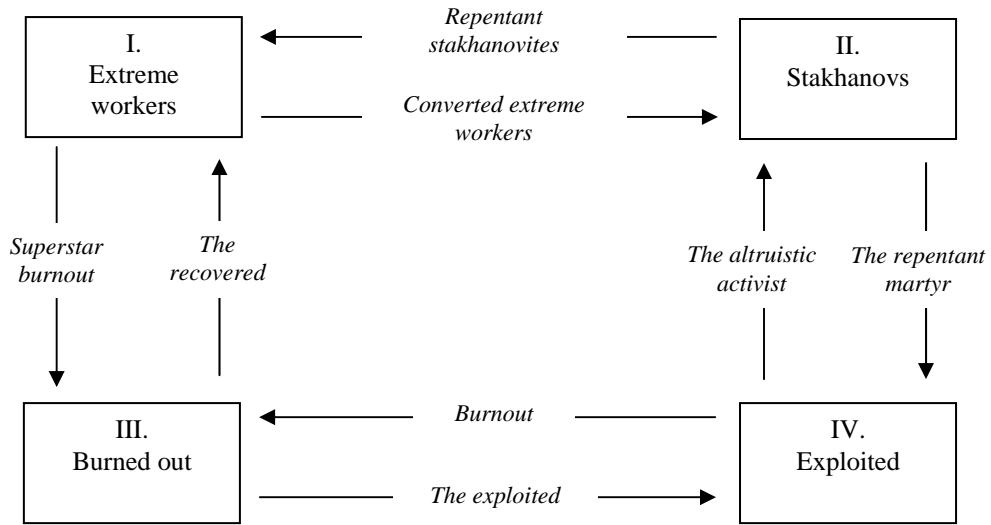 I.
Extreme
workers
Repentant
stakhanovites
Converted extreme
workers
II.
Stakhanovs
Superstar
burnout
The
recovered
The altruistic
activist
The repentant
martyr
III.
Burned out
Burnout
The exploited
IV.
Exploited